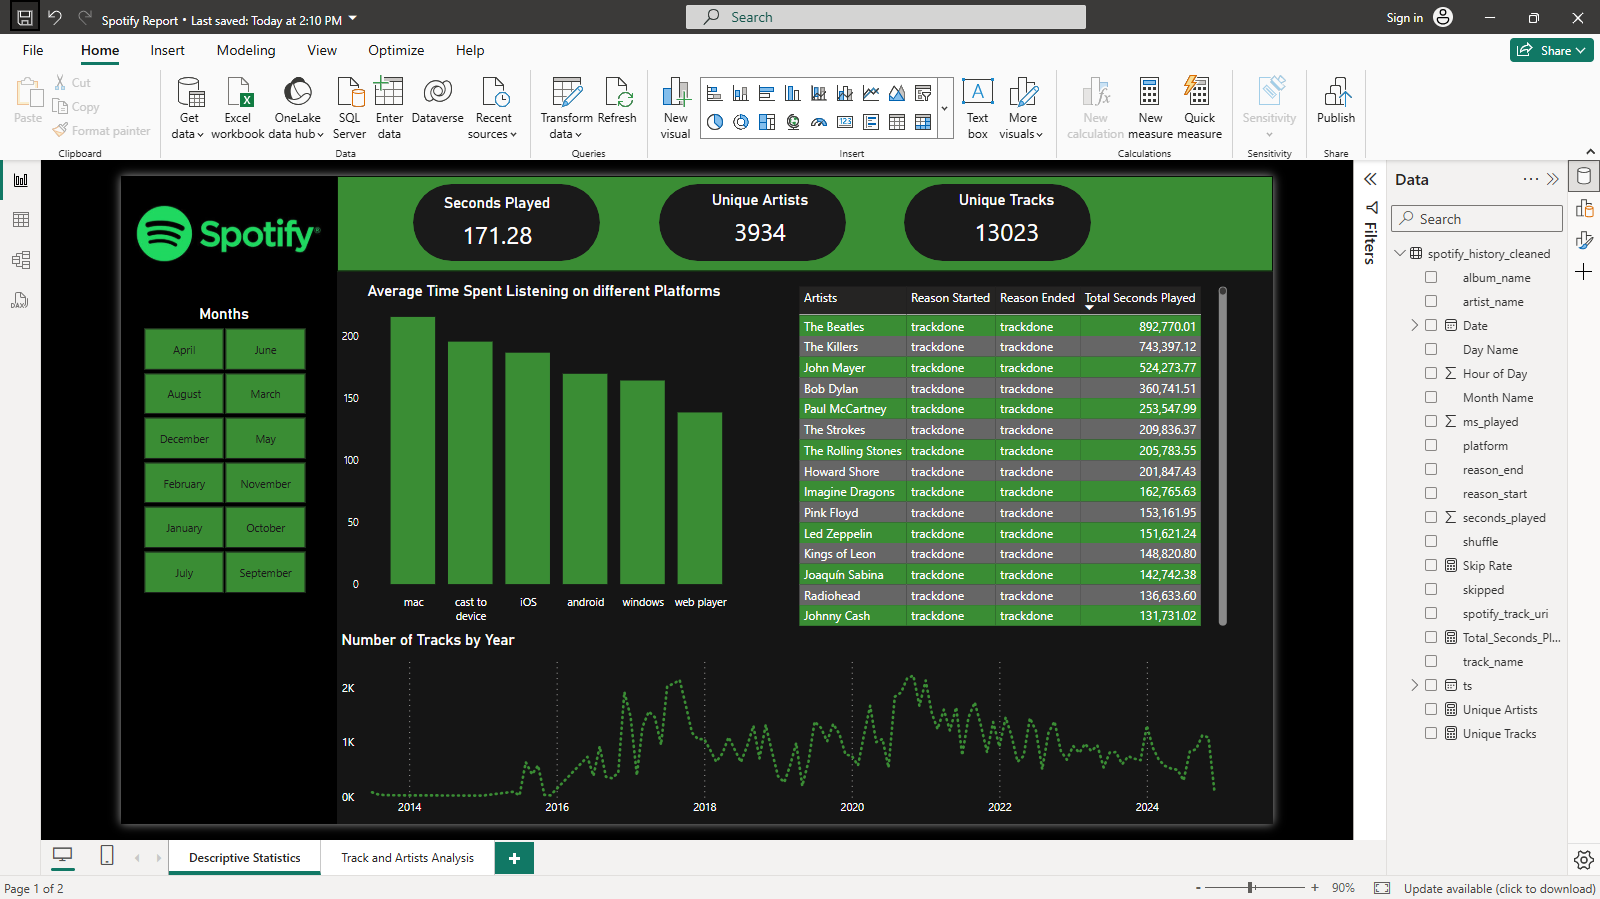 Spotify Report • Last saved: Today at 2:10 PM
Search
Sign in
File Home Insert Modeling View Optimize Help
Share
Paste
Cut
Copy
Format painter
Clipboard
Get data
Excel workbook
OneLake data hub
SQL Server
Enter data
Dataverse
Recent sources
Data
Transform data
Refresh
Queries
New visual
Text box
More visuals
Insert
New calculation
New measure
Quick measure
Calculations
Sensitivity
Sensitivity
Publish
Share
Spotify
Seconds Played
171.28
Unique Artists
3934
Unique Tracks
13023
Months
April June
August March
December May
February November
January October
July September
Average Time Spent Listening on different Platforms
200
150
100
50
0
mac
cast to device
iOS
android
windows
web player
Artists Reason Started Reason Ended Total Seconds Played
The Beatles trackdone trackdone 892,770.01
The Killers trackdone trackdone 743,397.12
John Mayer trackdone trackdone 524,273.77
Bob Dylan trackdone trackdone 360,741.51
Paul McCartney trackdone trackdone 253,547.99
The Strokes trackdone trackdone 209,836.37
The Rolling Stones trackdone trackdone 205,783.55
Howard Shore trackdone trackdone 201,847.43
Imagine Dragons trackdone trackdone 162,765.63
Pink Floyd trackdone trackdone 153,161.95
Led Zeppelin trackdone trackdone 151,621.24
Kings of Leon trackdone trackdone 148,820.80
Joaquín Sabina trackdone trackdone 142,742.38
Radiohead trackdone trackdone 136,633.60
Johnny Cash trackdone trackdone 131,731.02
Number of Tracks by Year
2K
1K
0K
2014 2016 2018 2020 2022 2024
Filters
Data
Search
spotify_history_cleaned
album_name
artist_name
Date
Day Name
Hour of Day
Month Name
ms_played
platform
reason_end
reason_start
seconds_played
shuffle
Skip Rate
skipped
spotify_track_uri
Total_Seconds_Pl...
track_name
ts
Unique Artists
Unique Tracks
Descriptive Statistics
Track and Artists Analysis
Page 1 of 2
90%
Update available (click to download)